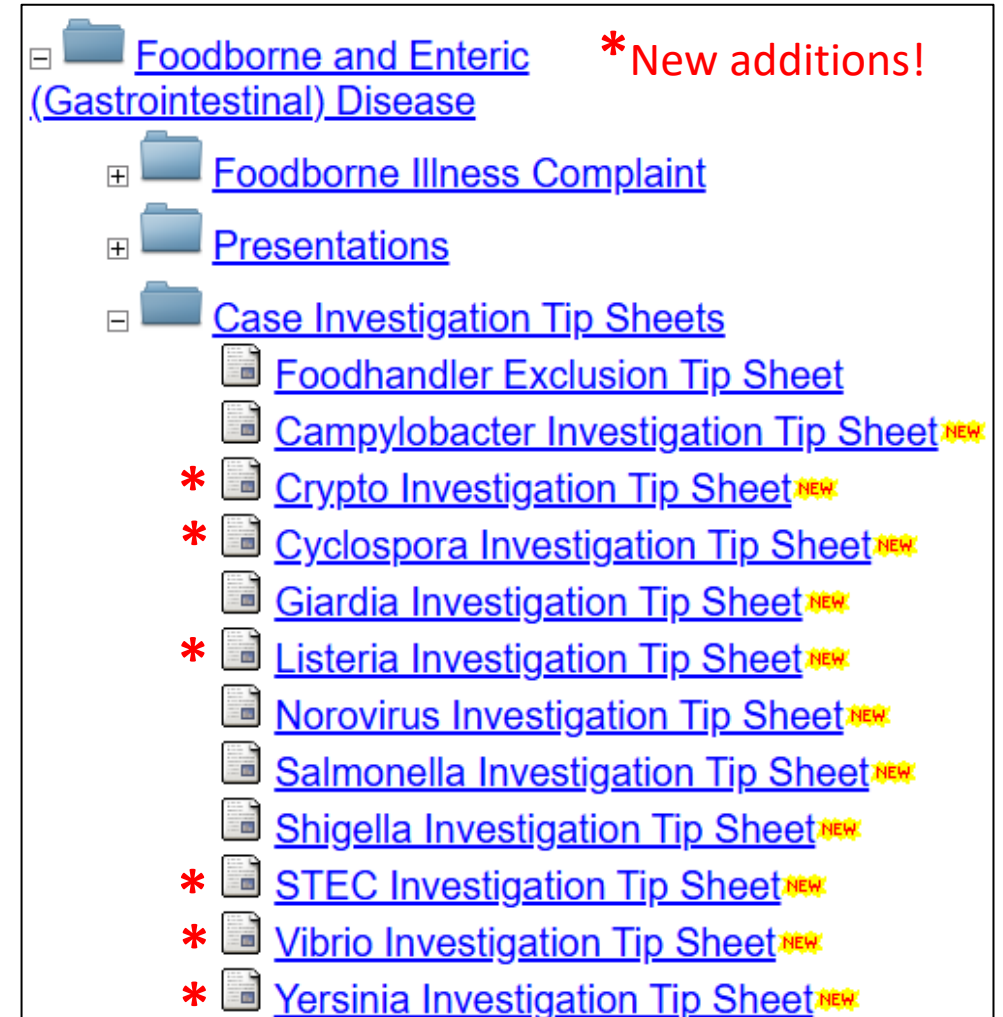 Foodborne and Enteric
*New additions!
(Gastrointestinal) Disease
Foodborne Illness Complaint
Presentations
Case Investigation Tip Sheets
Foodhandler Exclusion Tip Sheet
Campylobacter Investigation Tip Sheet NEW
* Crypto Investigation Tip Sheet NEW
* Cyclospora Investigation Tip Sheet NEW
Giardia Investigation Tip Sheet NEW
* Listeria Investigation Tip Sheet NEW
Norovirus Investigation Tip Sheet NEW
Salmonella Investigation Tip Sheet NEW
Shigella Investigation Tip Sheet NEW
* STEC Investigation Tip Sheet NEW
* Vibrio Investigation Tip Sheet NEW
* Yersinia Investigation Tip Sheet NEW